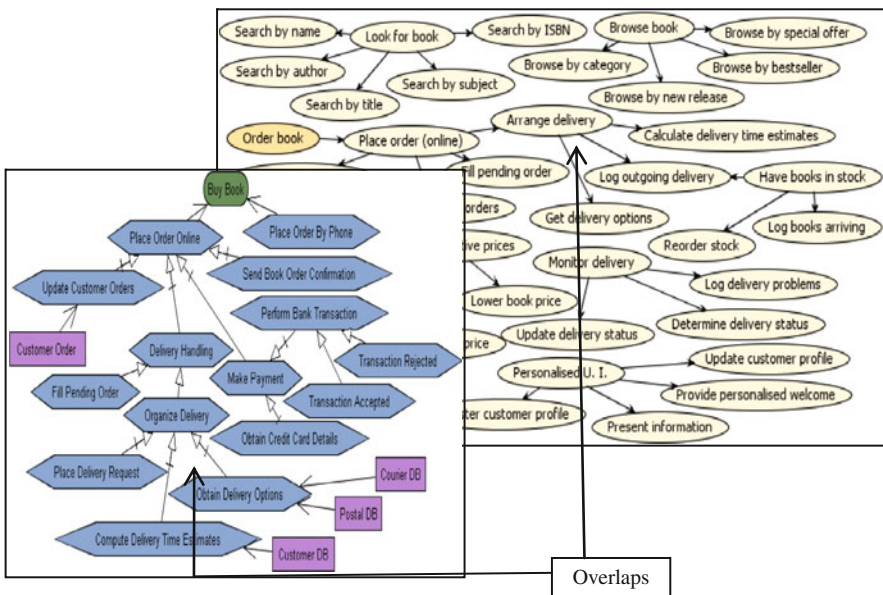 Search by name
Look for book
Search by ISBN
Browse book
Browse by special offer
Search by author
Search by subject
Browse by category
Browse by bestseller
Search by title
Browse by new release
Order book
Place order (online)
Arrange delivery
Calculate delivery time estimates
ill pending order
Log outgoing delivery
Have books in stock
orders
Get delivery options
Reorder stock
Log books arriving
tive prices
Monitor delivery
Log delivery problems
Lower book price
Update delivery status
Determine delivery status
price
Personalised U. I.
Update customer profile
Provide personalised welcome
ter customer profile
Present information
Buy Book
Place Order Online
Place Order By Phone
Update Customer Orders
Send Book Order Confirmation
Customer Order
Perform Bank Transaction
Delivery Handling
Make Payment
Transaction Rejected
Fill Pending Order
Transaction Accepted
Organize Delivery
Obtain Credit Card Details
Place Delivery Request
Obtain Delivery Options
Courier DB
Postal DB
Compute Delivery Time Estimates
Customer DB
Overlaps